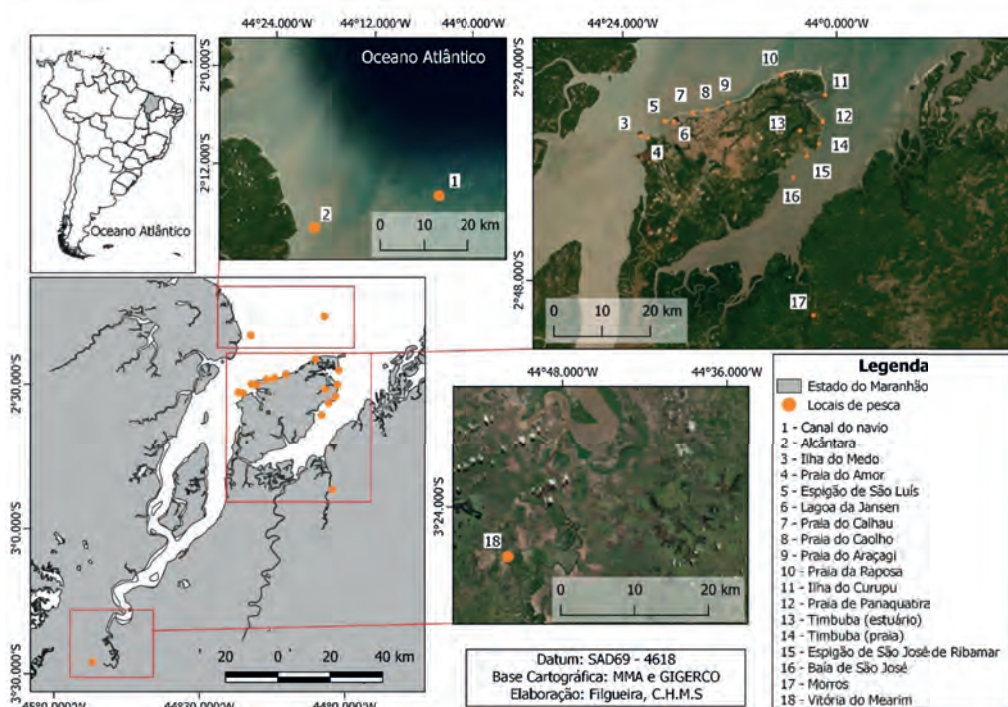 44°24.000'W 44°12.000'W 44°0.000'W
2°0.000'S
2°12.000'S
Oceano Atlântico
Oceano Atlântico
1
2
0 10 20 km
44°24.000'W 44°0.000'W
2°24.000'S
2°48.000'S
3
4
5
6
7
8
9
10
11
12
13
14
15
16
17
0 10 20 km
2°30.000'S
3°0.000'S
3°30.000'S
20 0 20 40 km
44°48.000'W 44°36.000'W
3°24.000'S
18
0 10 20 km
Datum: SAD69 - 4618
Base Cartográfica: MMA e GIGERCO
Elaboração: Filgueira, C.H.M.S
Legenda
Estado do Maranhão
Locais de pesca
1 - Canal do navio
2 - Alcântara
3 - Ilha do Medo
4 - Praia do Amor
5 - Espigão de São Luís
6 - Lagoa da Jansen
7 - Praia do Calhau
8 - Praia do Caolho
9 - Praia do Araçagi
10 - Praia da Raposa
11 - Ilha do Curupu
12 - Praia de Panaquatira
13 - Timbuba (estuário)
14 - Timbuba (praia)
15 - Espigão de São José de Ribamar
16 - Baía de São José
17 - Morros
18 - Vitória do Mearim